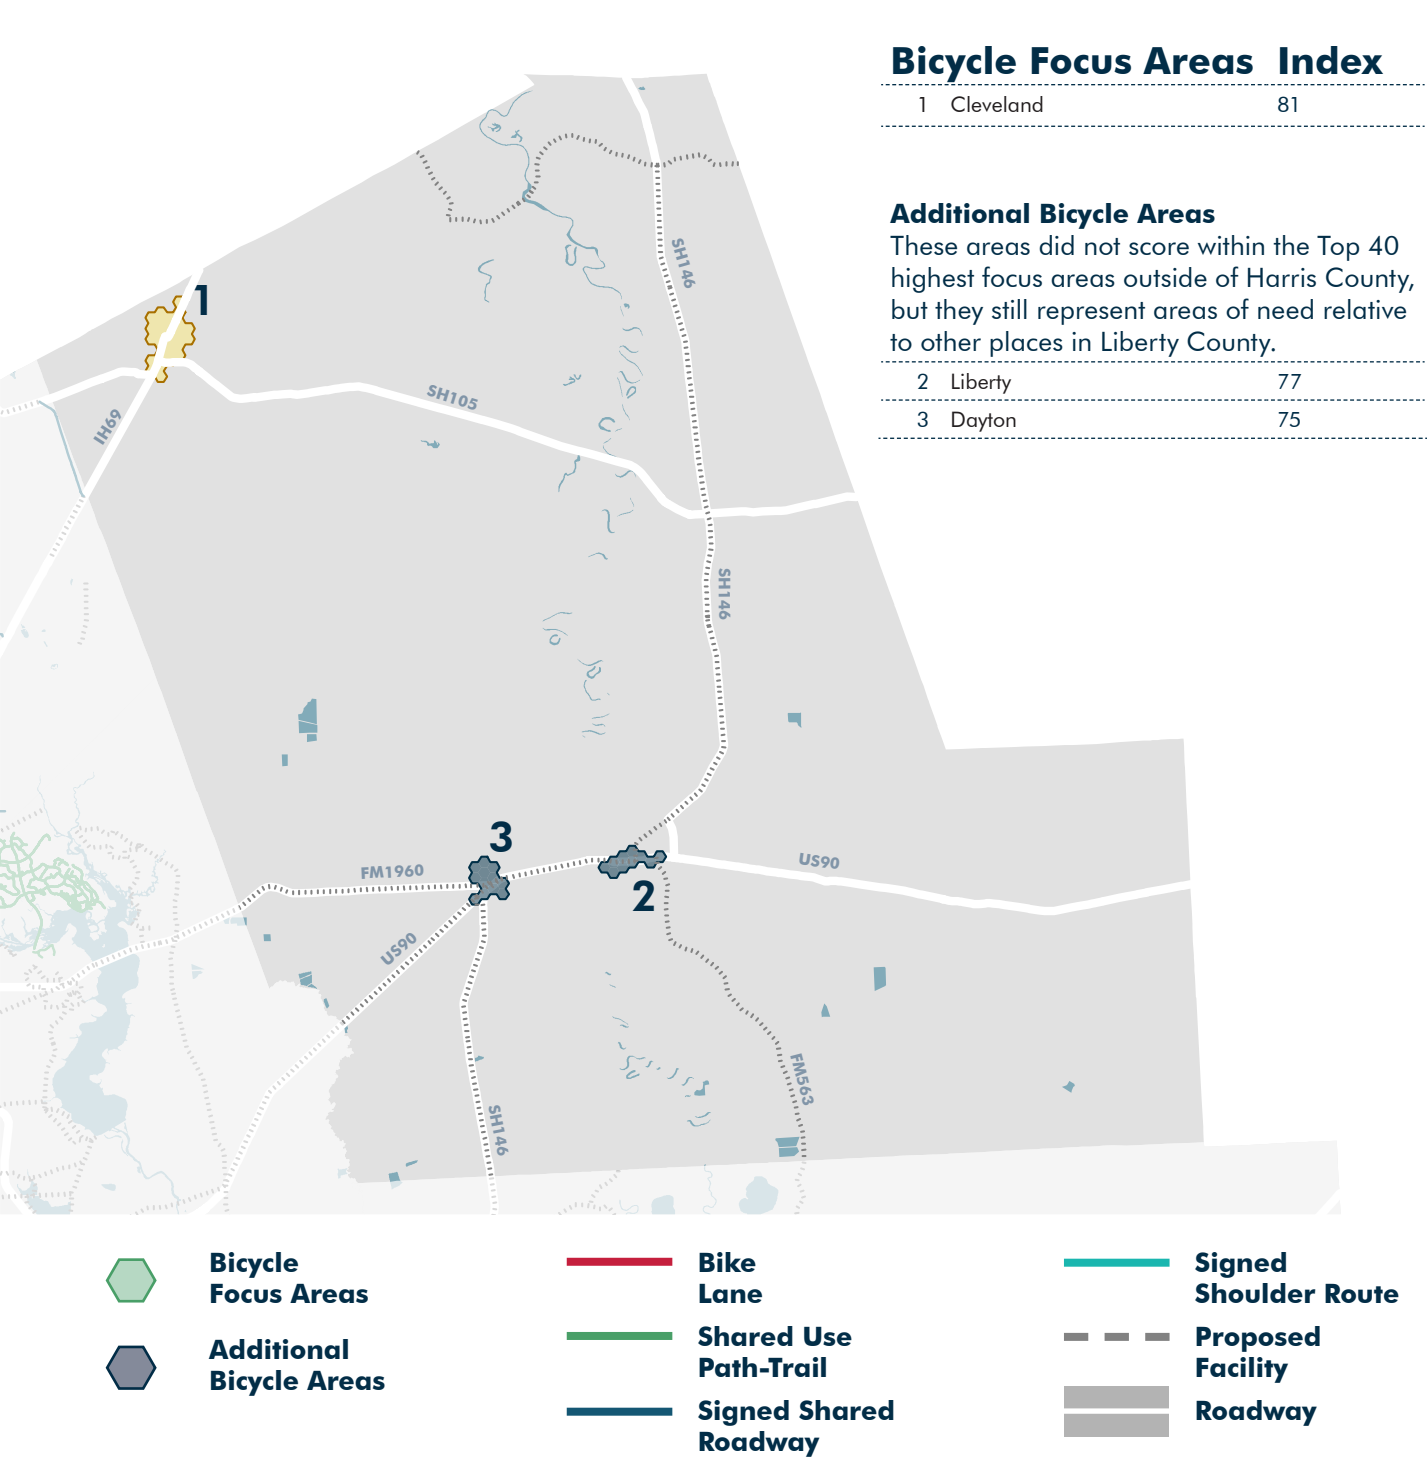 Bicycle Focus Areas Index
1 Cleveland 81
Additional Bicycle Areas
These areas did not score within the Top 40
highest focus areas outside of Harris County,
but they still represent areas of need relative
to other places in Liberty County.
2 Liberty 77
3 Dayton 75
SH146
1
SH105
IH69
SH146
3
FM1960
US90
2
US90
FM563
SH146
Bicycle
Focus Areas
Additional
Bicycle Areas
Bike
Lane
Shared Use
Path-Trail
Signed Shared
Roadway
Signed
Shoulder Route
Proposed
Facility
Roadway